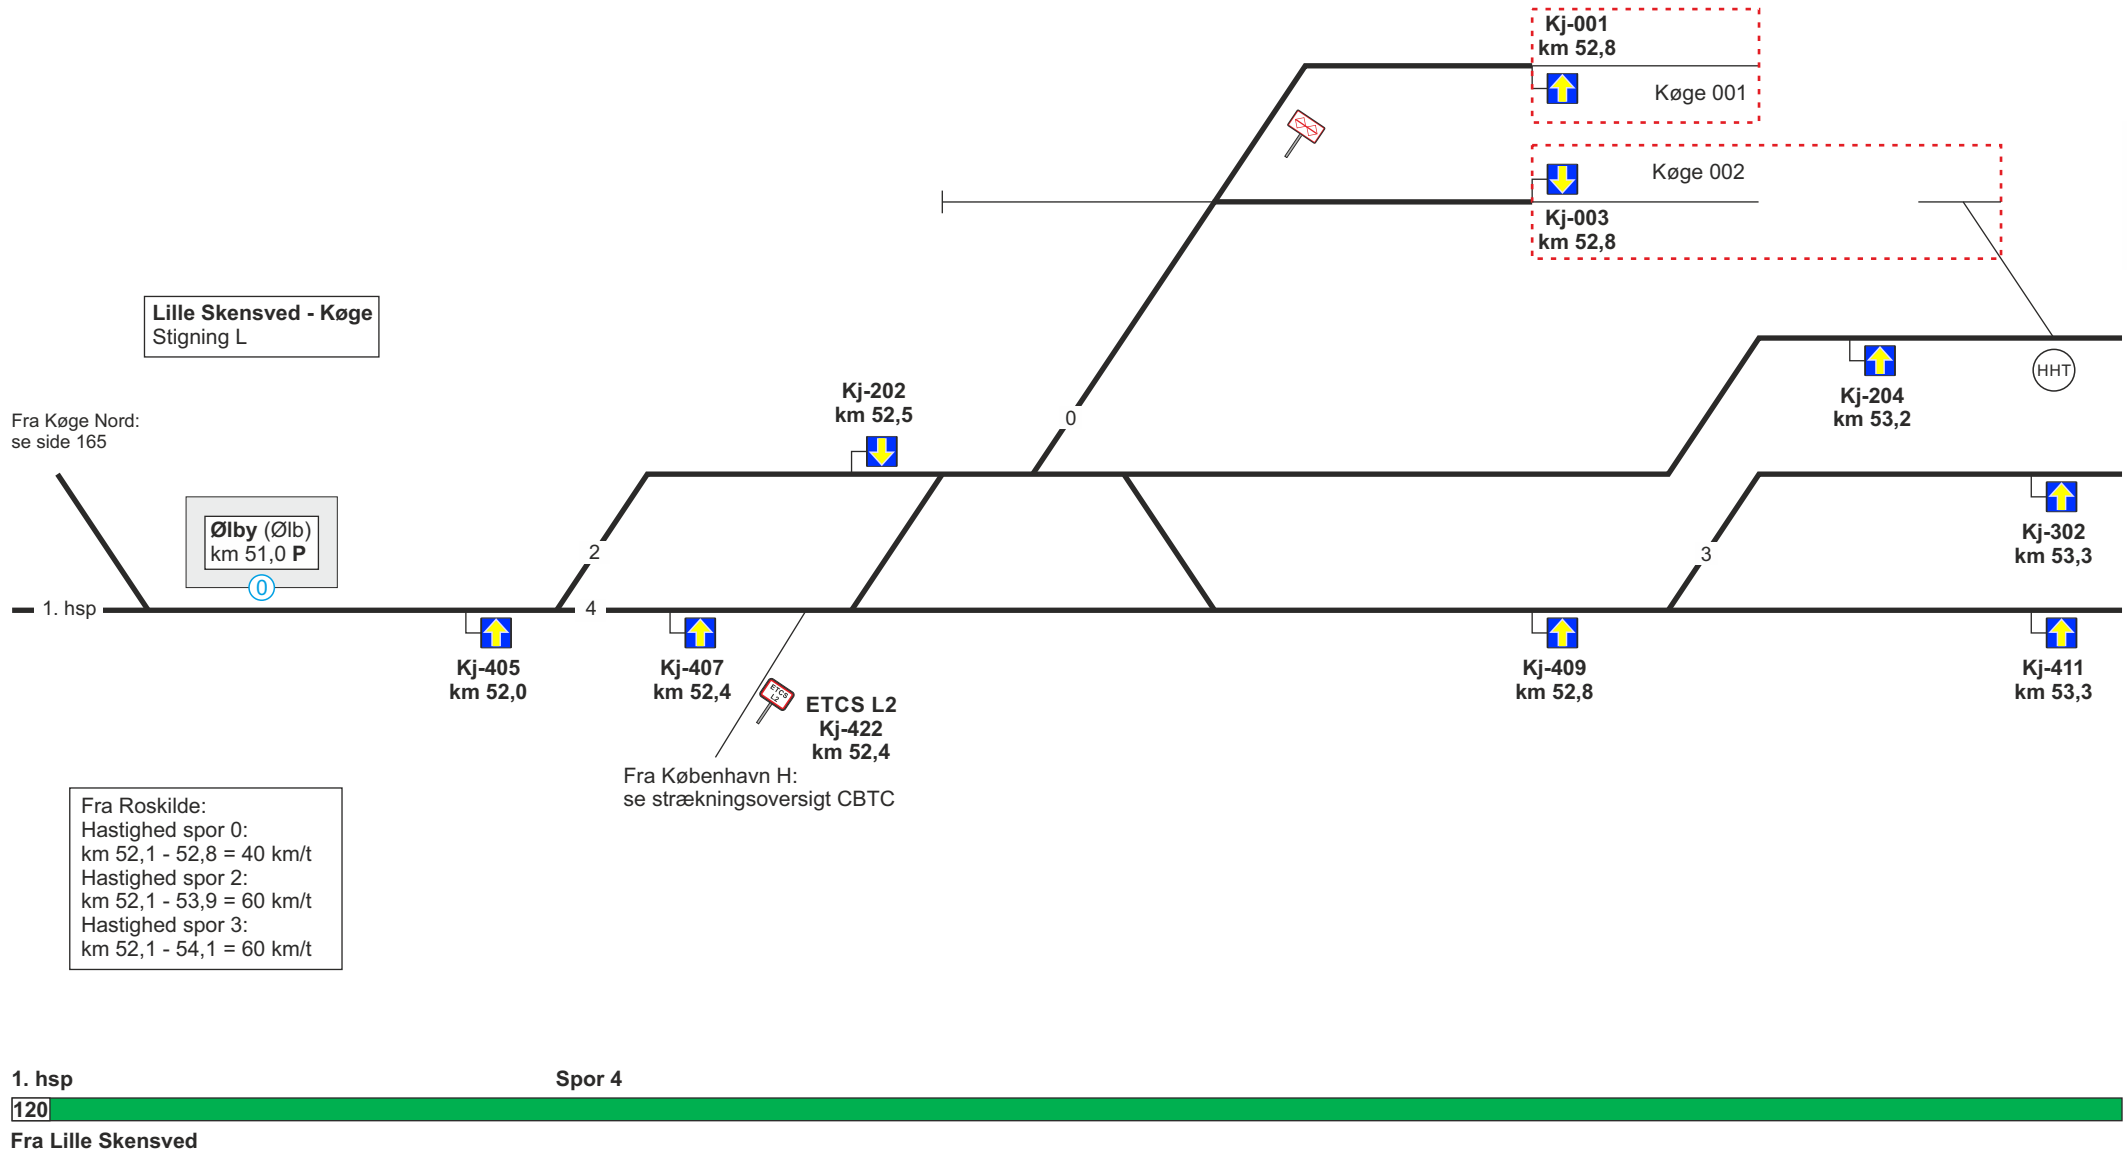 Kj-001
km 52,8
Køge 001
Køge 002
Kj-003
km 52,8
Lille Skensved - Køge
Stigning L
HHT
Kj-202
km 52,5
0
Kj-204
km 53,2
Fra Køge Nord:
se side 165
Ølby (Ølb)
km 51,0 P
0
2
3
Kj-302
km 53,3
1. hsp
4
Kj-405
km 52,0
Kj-407
km 52,4
ETCS
L2
ETCS L2
Kj-422
km 52,4
Kj-409
km 52,8
Kj-411
km 53,3
Fra København H:
se strækningsoversigt CBTC
Fra Roskilde:
Hastighed spor 0:
km 52,1 - 52,8 = 40 km/t
Hastighed spor 2:
km 52,1 - 53,9 = 60 km/t
Hastighed spor 3:
km 52,1 - 54,1 = 60 km/t
1. hsp
Spor 4
120
Fra Lille Skensved